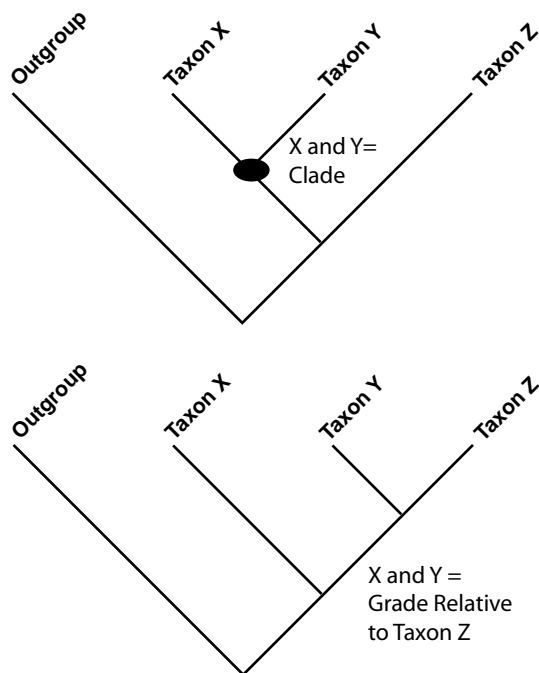 Outgroup
Taxon X
Taxon Y
Taxon Z
X and Y=
Clade
Outgroup
Taxon X
Taxon Y
Taxon Z
X and Y =
Grade Relative
to Taxon Z